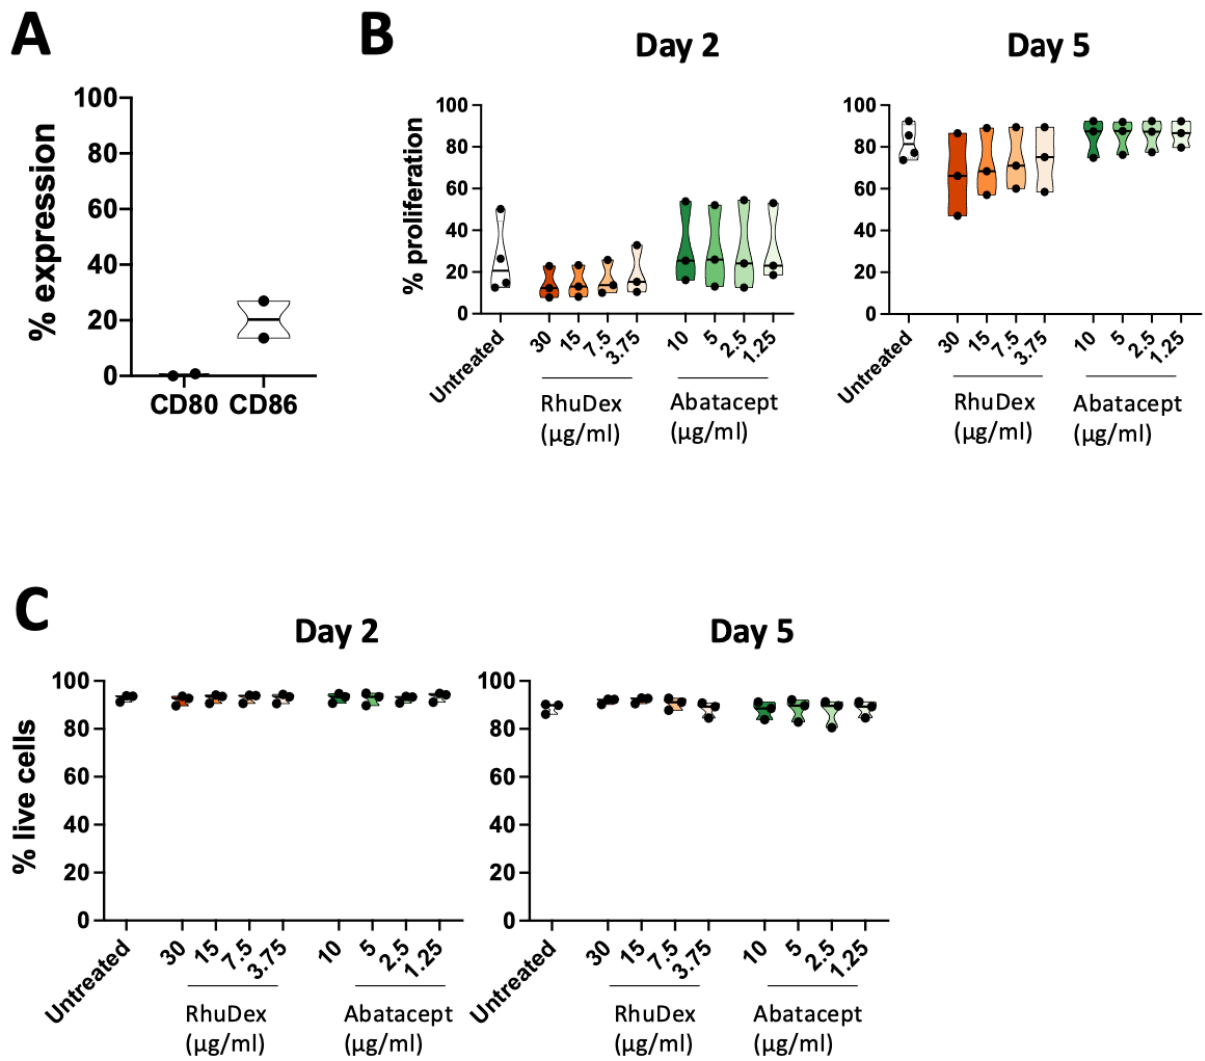 A
% expression
100
80
60
40
20
0
CD80 CD86
B
Day 2
% proliferation
100
80
60
40
20
0
Untreated
30
15
7.5
3.75
10
5
2.5
1.25
RhuDex
(µg/ml)
Abatacept
(µg/ml)
Day 5
100
80
60
40
20
0
Untreated
30
15
7.5
3.75
10
5
2.5
1.25
RhuDex
(µg/ml)
Abatacept
(µg/ml)
C
Day 2
% live cells
100
80
60
40
20
0
Untreated
30
15
7.5
3.75
10
5
2.5
1.25
RhuDex
(µg/ml)
Abatacept
(µg/ml)
Day 5
100
80
60
40
20
0
Untreated
30
15
7.5
3.75
10
5
2.5
1.25
RhuDex
(µg/ml)
Abatacept
(µg/ml)